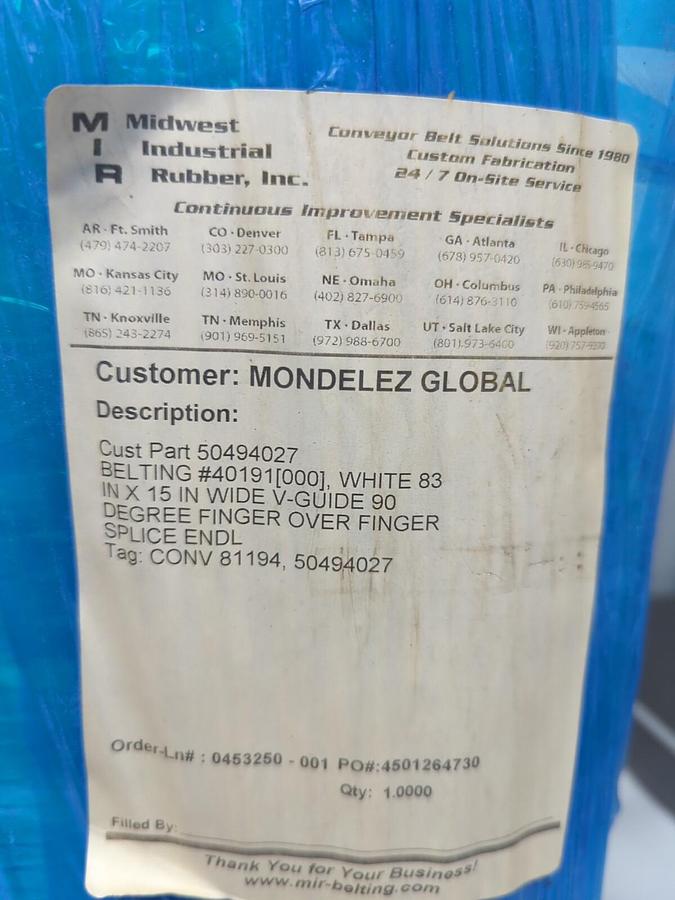 M Midwest
I Industrial
R Rubber, Inc.
Conveyor Belt Solutions Since 1980
Custom Fabrication
24 / 7 On-Site Service
Continuous Improvement Specialists
AR · Ft. Smith CO · Denver FL · Tampa GA · Atlanta IL · Chicago
(479) 474-2207 (303) 227-0300 (813) 675-0459 (678) 957-0420 (630) 985-9470
MO · Kansas City MO · St. Louis NE · Omaha OH · Columbus PA · Philadelphia
(816) 421-1136 (314) 890-0016 (402) 827-6900 (614) 876-3110 (610) 759-4565
TN · Knoxville TN · Memphis TX · Dallas UT · Salt Lake City WI · Appleton
(865) 243-2274 (901) 969-5151 (972) 988-6700 (801).973-6400 (920)
Customer: MONDELEZ GLOBAL
Description:
Cust Part 50494027
BELTING #40191[000], WHITE 83
IN X 15 IN WIDE V-GUIDE 90
DEGREE FINGER OVER FINGER
SPLICE ENDL
Tag: CONV 81194, 50494027
Order-Ln# : 0453250 - 001 PO#:4501264730
Qty: 1.0000
Filled By:
Thank You for Your Business!
www.mir-belting.com